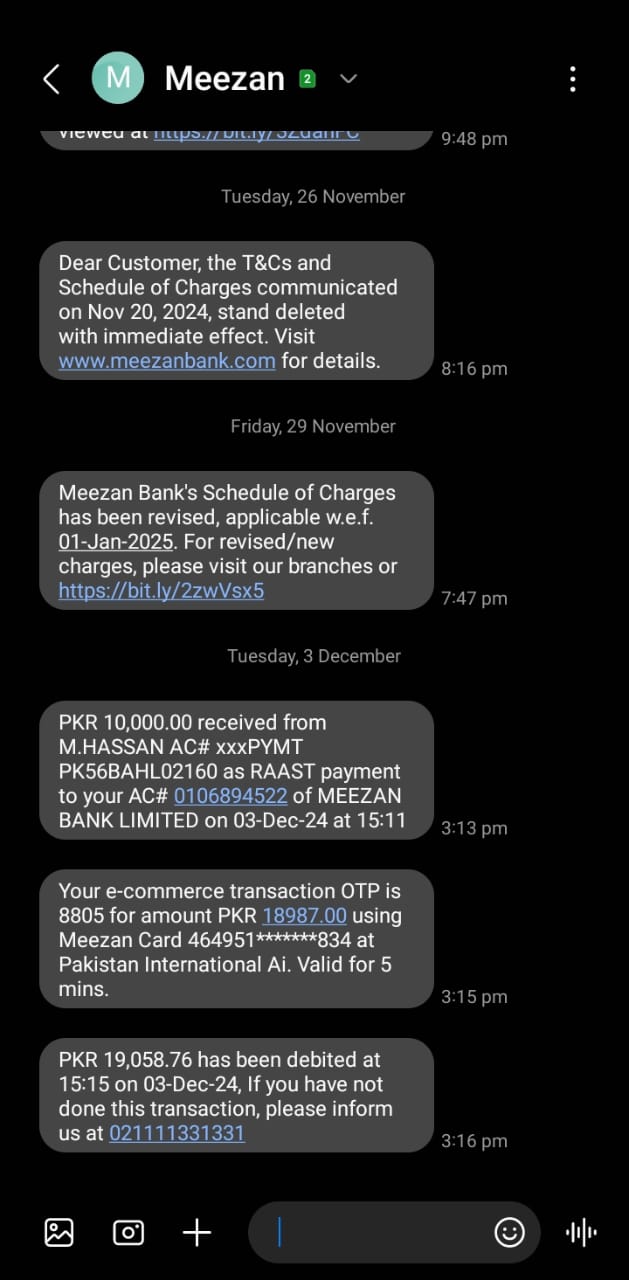 M Meezan 2
viewed at
9:48 pm
Tuesday, 26 November
Dear Customer, the T&Cs and
Schedule of Charges communicated
on Nov 20, 2024, stand deleted
with immediate effect. Visit
www.meezanbank.com for details.
8:16 pm
Friday, 29 November
Meezan Bank's Schedule of Charges
has been revised, applicable w.e.f.
01-Jan-2025. For revised/new
charges, please visit our branches or
https://bit.ly/2zwVsx5
7:47 pm
Tuesday, 3 December
PKR 10,000.00 received from
M.HASSAN AC# xxxPYMT
PK56BAHL02160 as RAAST payment
to your AC# 0106894522 of MEEZAN
BANK LIMITED on 03-Dec-24 at 15:11
3:13 pm
Your e-commerce transaction OTP is
8805 for amount PKR 18987.00 using
Meezan Card 464951*******834 at
Pakistan International Ai. Valid for 5
mins.
3:15 pm
PKR 19,058.76 has been debited at
15:15 on 03-Dec-24, If you have not
done this transaction, please inform
us at 021111331331
3:16 pm